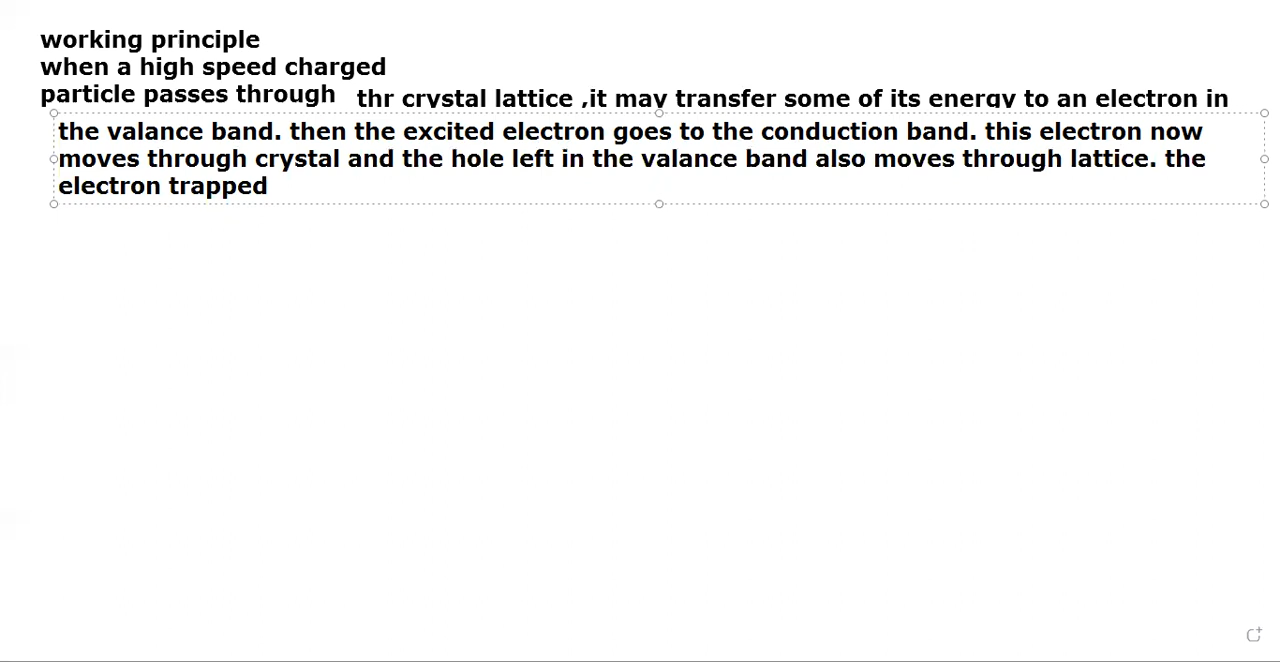 working principle
when a high speed charged
particle passes through thr crystal lattice ,it may transfer some of its energy to an electron in
the valance band. then the excited electron goes to the conduction band. this electron now
moves through crystal and the hole left in the valance band also moves through lattice. the
electron trapped